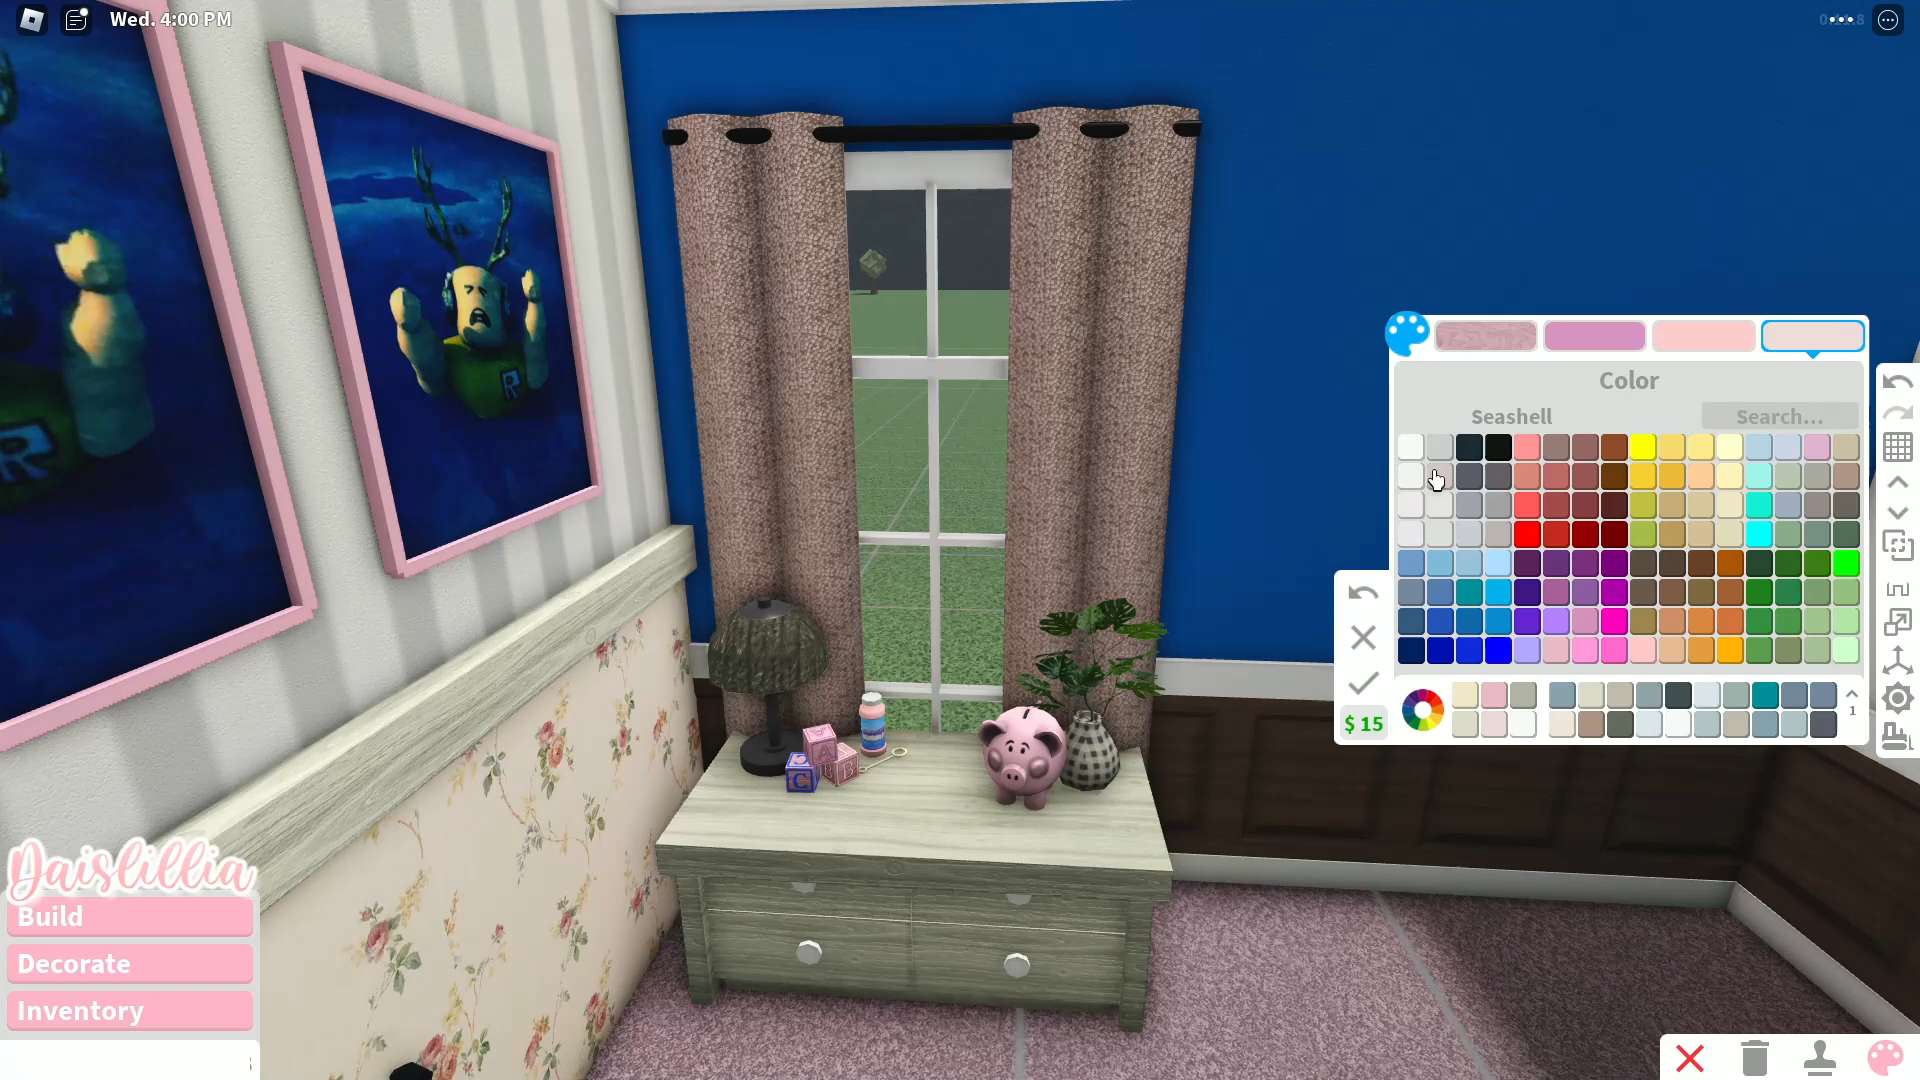 Wed. 4:00 PM
R
R
Color
Seashell
Search...
$ 15
1
A
B
C
Daislillia
Build
Decorate
Inventory